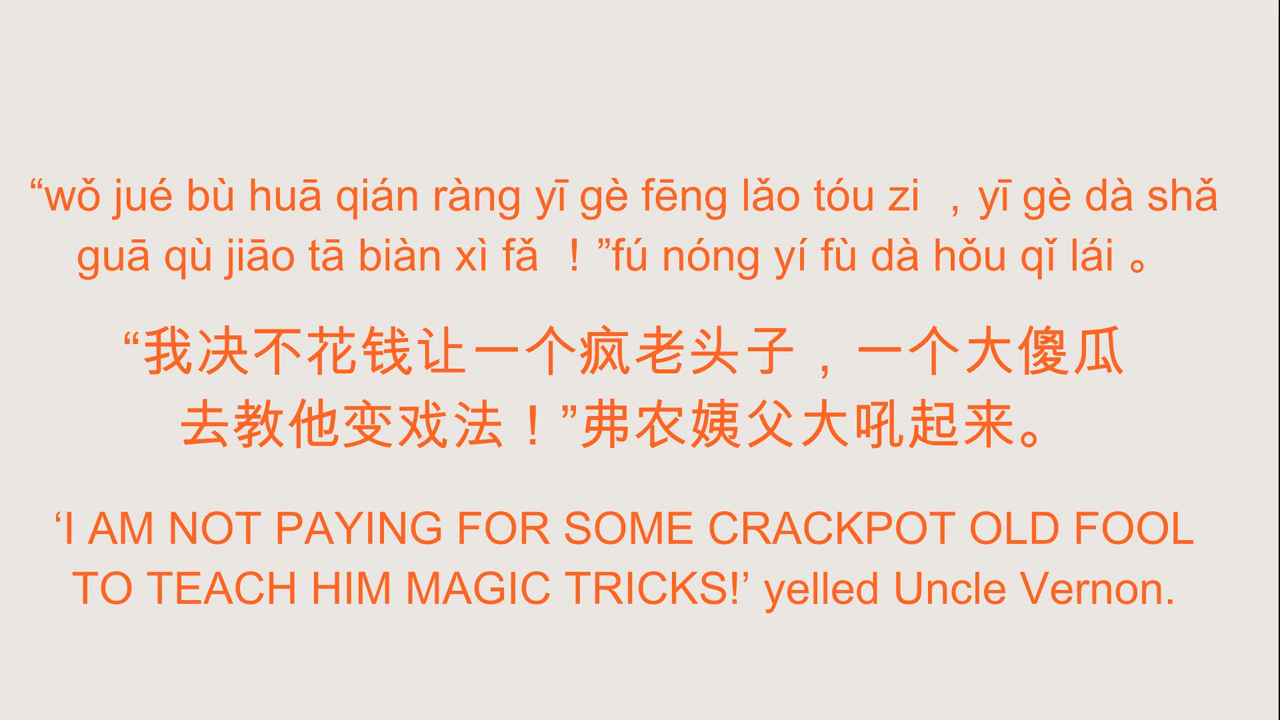 “wǒ jué bù huā qián ràng yī gè fēng lǎo tóu zi ，yī gè dà shǎ
guā qù jiāo tā biàn xì fǎ ！”fú nóng yí fù dà hǒu qǐ lái 。
“我决不花钱让一个疯老头子，一个大傻瓜
去教他变戏法！”弗农姨父大吼起来。
‘I AM NOT PAYING FOR SOME CRACKPOT OLD FOOL
TO TEACH HIM MAGIC TRICKS!’ yelled Uncle Vernon.